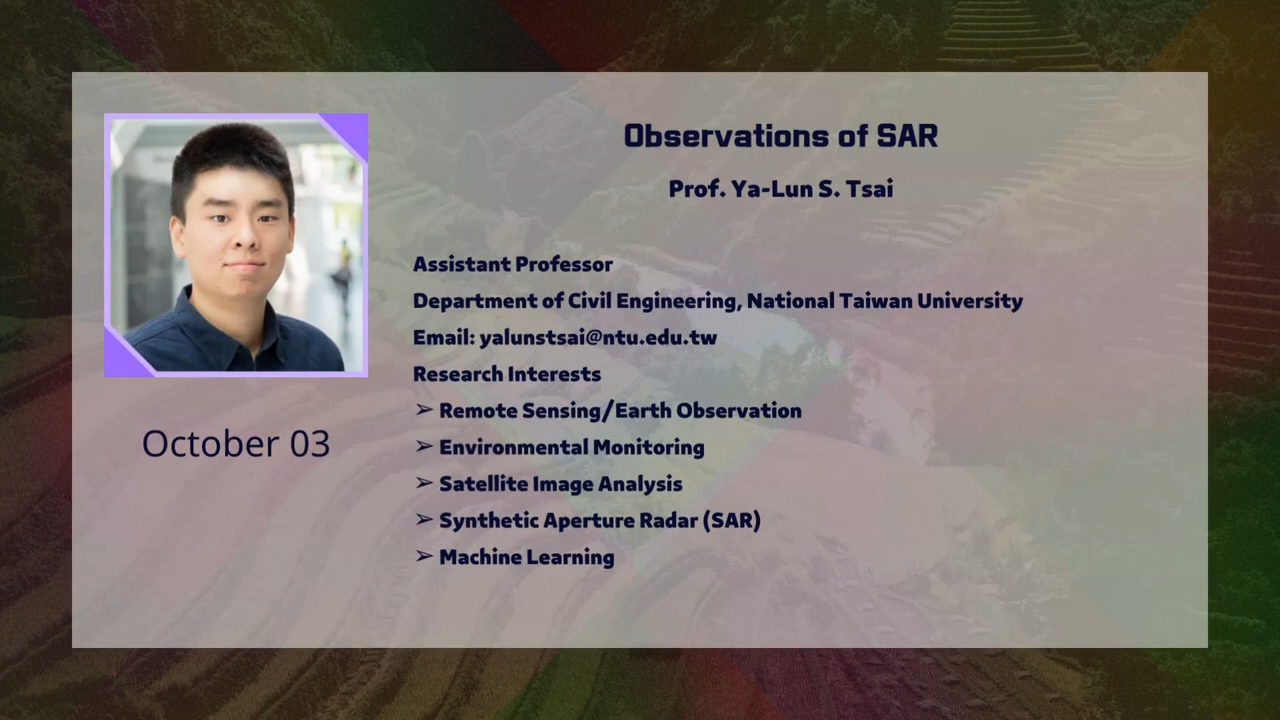 Observations of SAR
Prof. Ya-Lun S. Tsai
Assistant Professor
Department of Civil Engineering, National Taiwan University
Email: yalunstsai@ntu.edu.tw
Research Interests
➢ Remote Sensing/Earth Observation
➢ Environmental Monitoring
➢ Satellite Image Analysis
➢ Synthetic Aperture Radar (SAR)
➢ Machine Learning
October 03